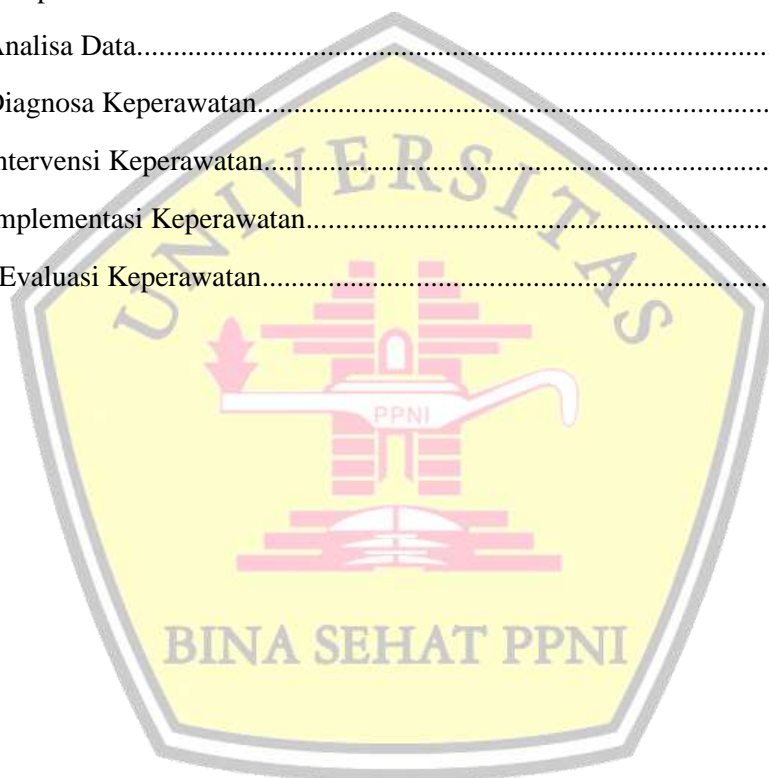 Analisa Data..........................................................................................
Diagnosa Keperawatan........................................................................
Intervensi Keperawatan.......................................................................
Implementasi Keperawatan.................................................................
Evaluasi Keperawatan........................................................................
UNIVERSITAS
PPNI
BINA SEHAT PPNI